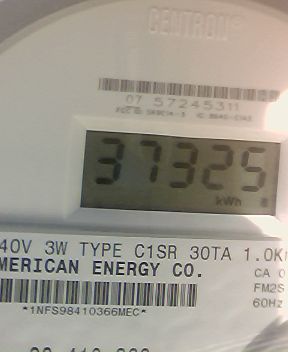 CENTRON®
07 57245311
37325
kWh
40V 3W TYPE C1SR 30TA 1.0K
MERICAN ENERGY CO.
CA 0
FM2S
*1NFS98410366MEC*
60Hz